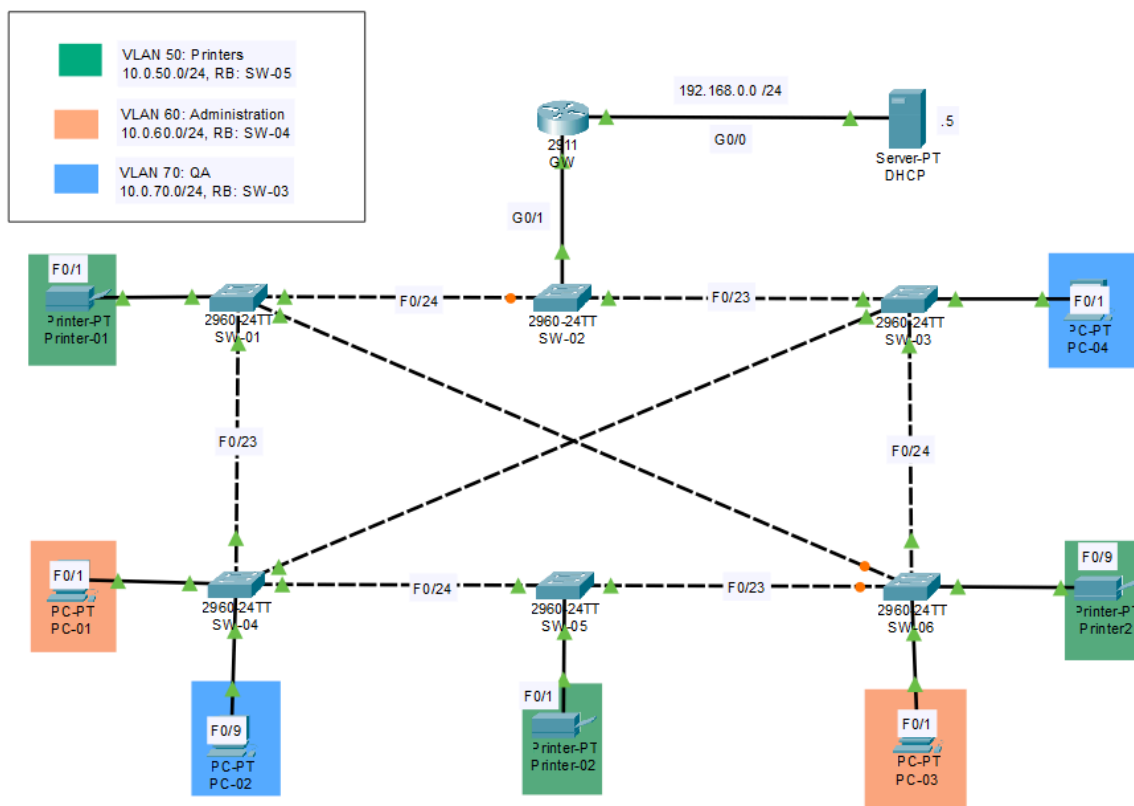 VLAN 50: Printers
10.0.50.0/24, RB: SW-05
VLAN 60: Administration
10.0.60.0/24, RB: SW-04
VLAN 70: QA
10.0.70.0/24, RB: SW-03
192.168.0.0 /24
G0/0
2911
GW
.5
Server-PT
DHCP
G0/1
F0/1
Printer-PT
Printer-01
2960-24TT
SW-01
F0/24
2960-24TT
SW-02
F0/23
2960-24TT
SW-03
F0/1
PC-PT
PC-04
F0/23
F0/24
F0/1
PC-PT
PC-01
2960-24TT
SW-04
F0/24
2960-24TT
SW-05
F0/23
2960-24TT
SW-06
F0/9
Printer-PT
Printer2
F0/9
PC-PT
PC-02
F0/1
Printer-PT
Printer-02
F0/1
PC-PT
PC-03